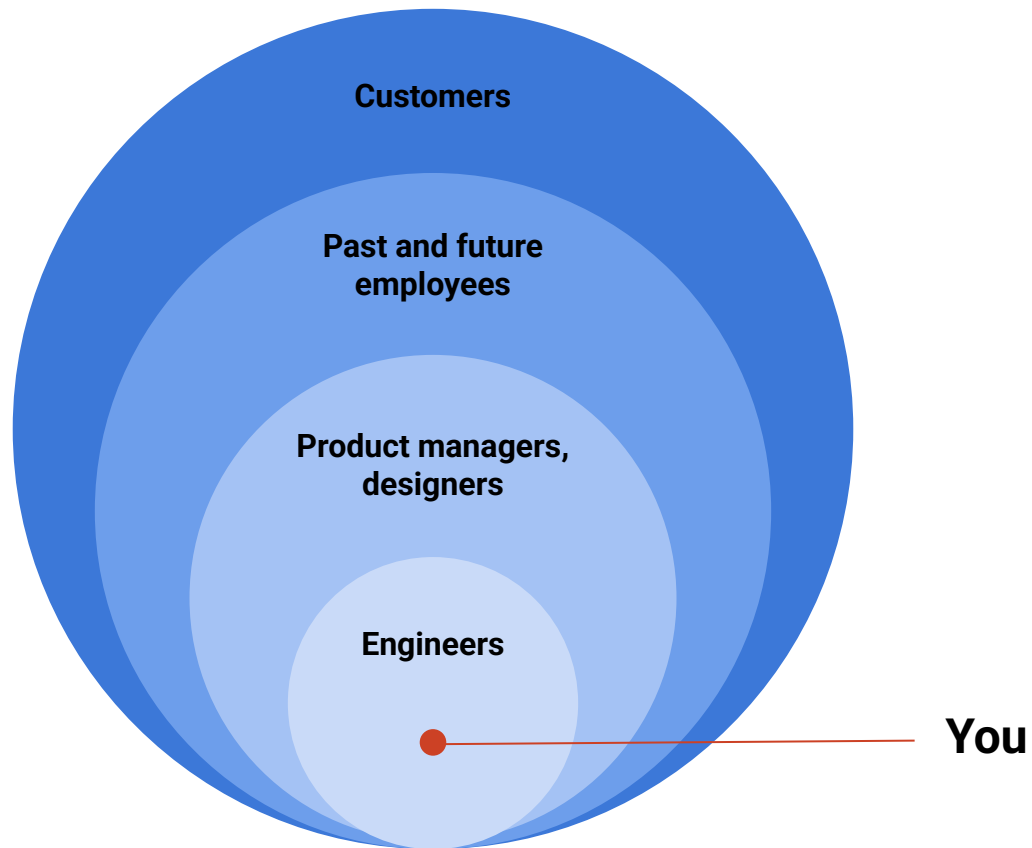 Customers
Past and future
employees
Product managers,
designers
Engineers
You